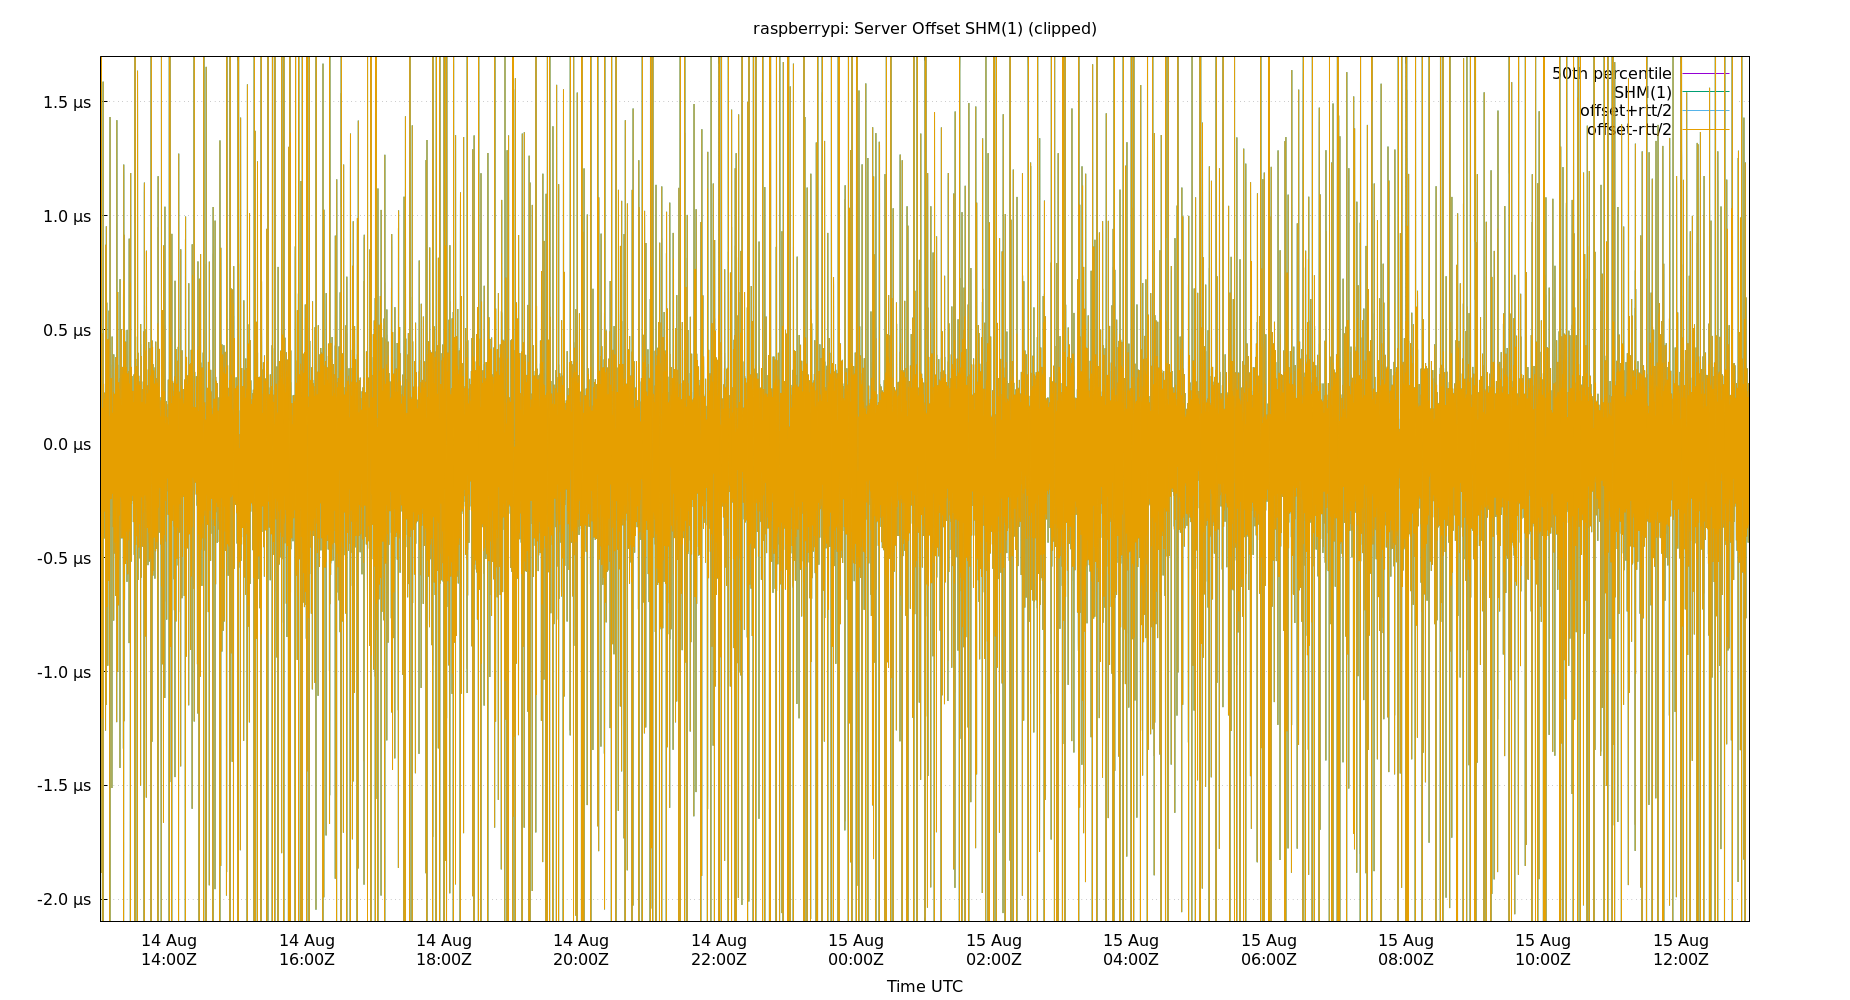 raspberrypi: Server Offset SHM(1) (clipped)
50th percentile
SHM(1)
offset+rtt/2
offset-rtt/2
1.5 µs
1.0 µs
0.5 µs
0.0 µs
-0.5 µs
-1.0 µs
-1.5 µs
-2.0 µs
14 Aug 14 Aug 14 Aug 14 Aug 14 Aug 15 Aug 15 Aug 15 Aug 15 Aug 15 Aug 15 Aug 15 Aug
14:00Z 16:00Z 18:00Z 20:00Z 22:00Z 00:00Z 02:00Z 04:00Z 06:00Z 08:00Z 10:00Z 12:00Z
Time UTC